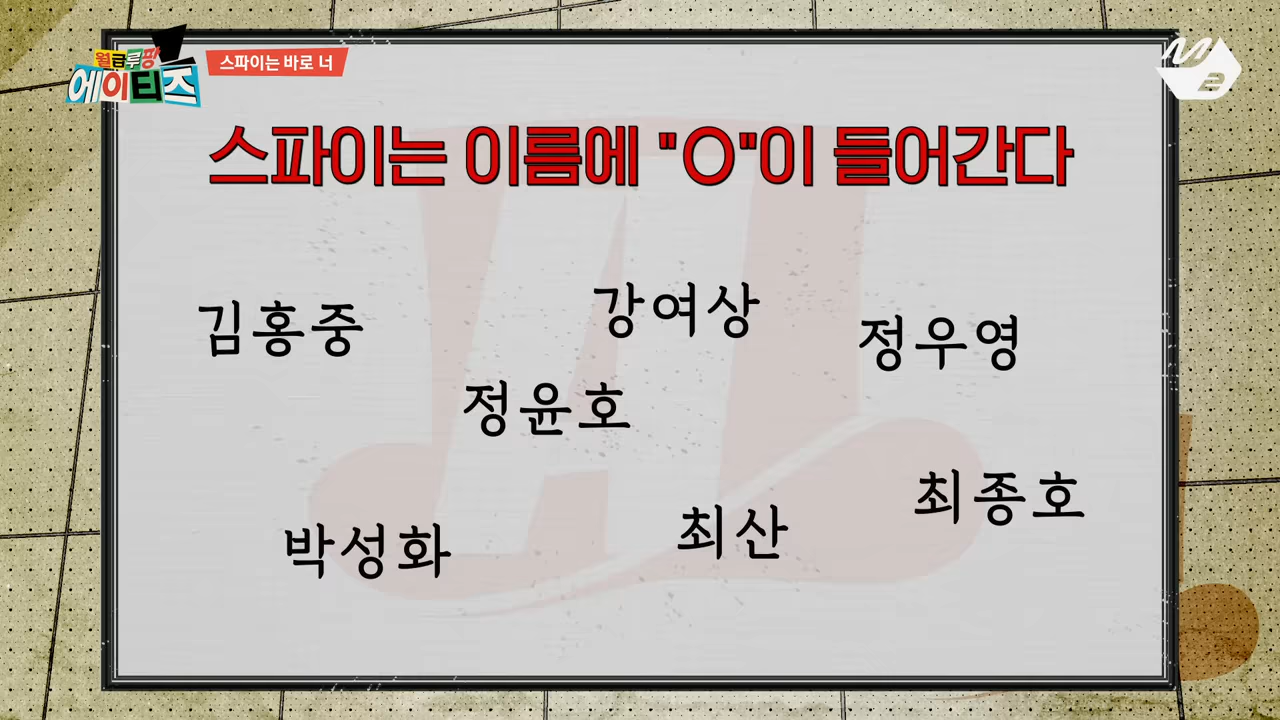 월급루팡
에이티즈
스파이는 바로 너
M2
스파이는 이름에 "ㅇ"이 들어간다
김홍중
강여상
정우영
정윤호
최종호
박성화
최산